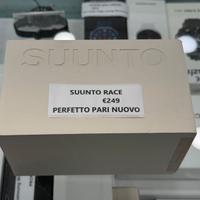 SUUNTO
SUUNTO RACE
€249
PERFETTO PARI NUOVO